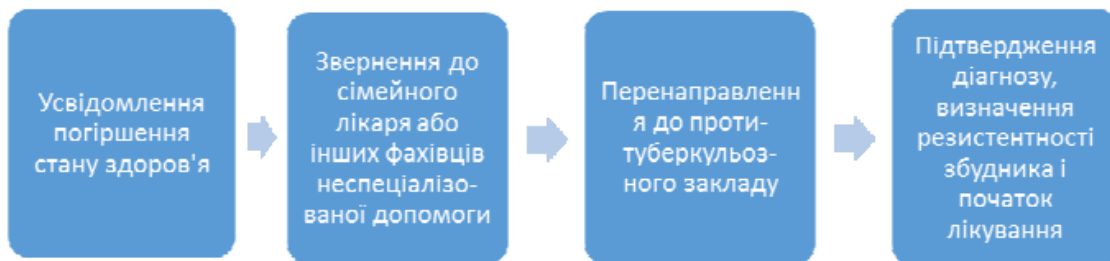 Усвідомлення
погіршення
стану здоров'я
Звернення до
сімейного
лікаря або
інших фахівців
неспеціалізо-
ваної допомоги
Перенаправленн
я до проти-
туберкульоз-
ного закладу
Підтвердження
діагнозу,
визначення
резистентності
збудника і
початок
лікування